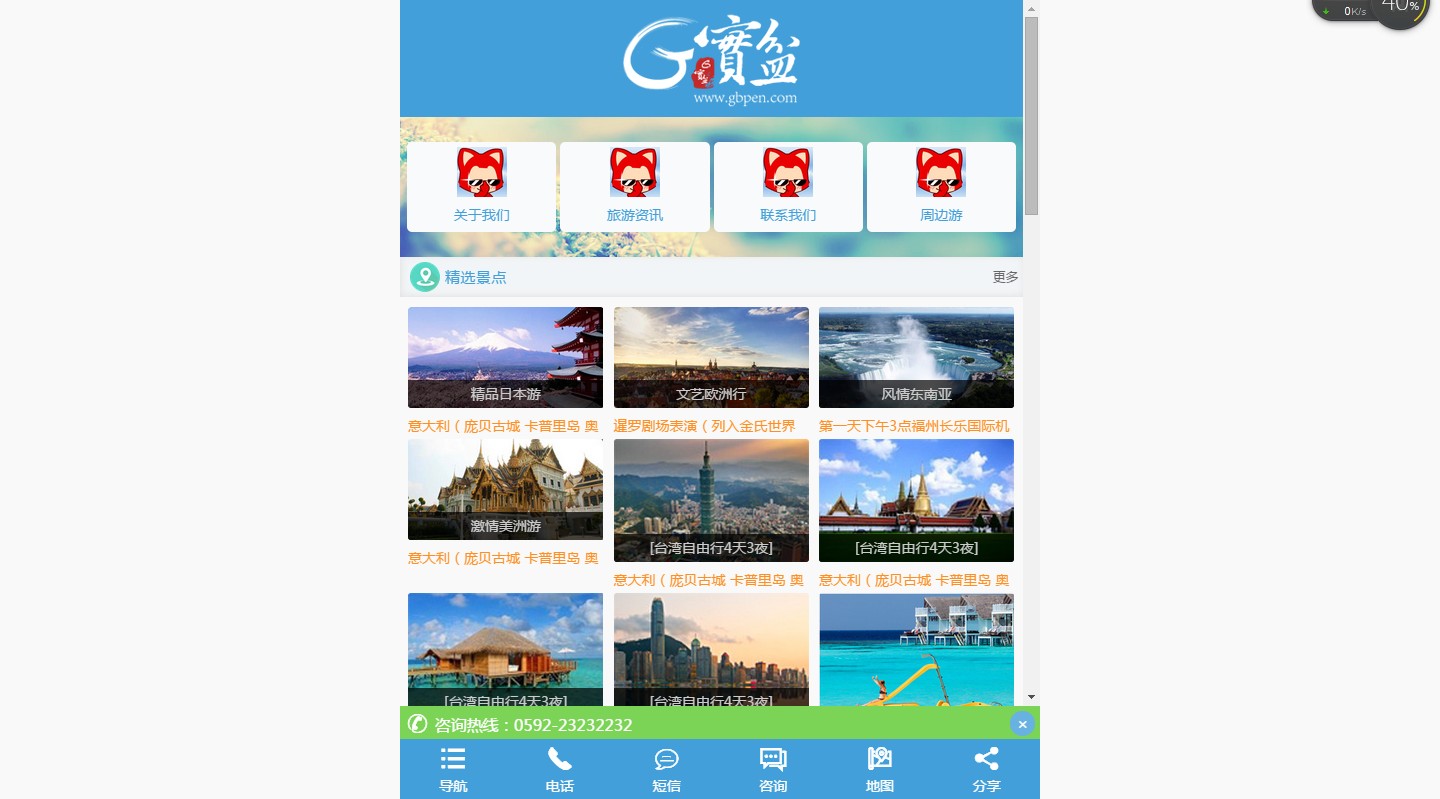 0K/s
40%
G寶盆
www.gbpen.com
关于我们
旅游资讯
联系我们
周边游
精选景点
更多
精品日本游
文艺欧洲行
风情东南亚
意大利（庞贝古城 卡普里岛 奥
暹罗剧场表演（列入金氏世界
第一天下午3点福州长乐国际机
激情美洲游
[台湾自由行4天3夜]
[台湾自由行4天3夜]
意大利（庞贝古城 卡普里岛 奥
意大利（庞贝古城 卡普里岛 奥
意大利（庞贝古城 卡普里岛 奥
[台湾自由行4天3夜]
[台湾自由行4天3夜]
咨询热线：0592-23232232
导航
电话
短信
咨询
地图
分享